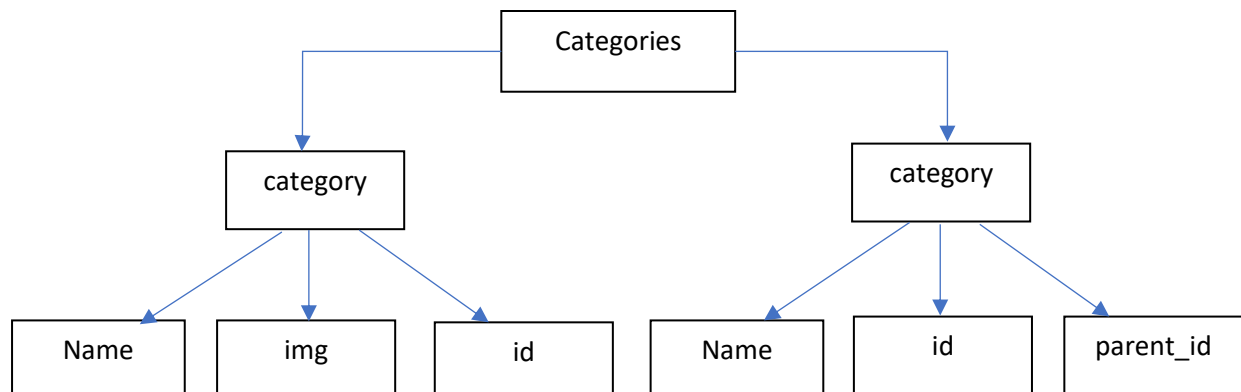 Categories
category
category
Name
img
id
Name
id
parent_id